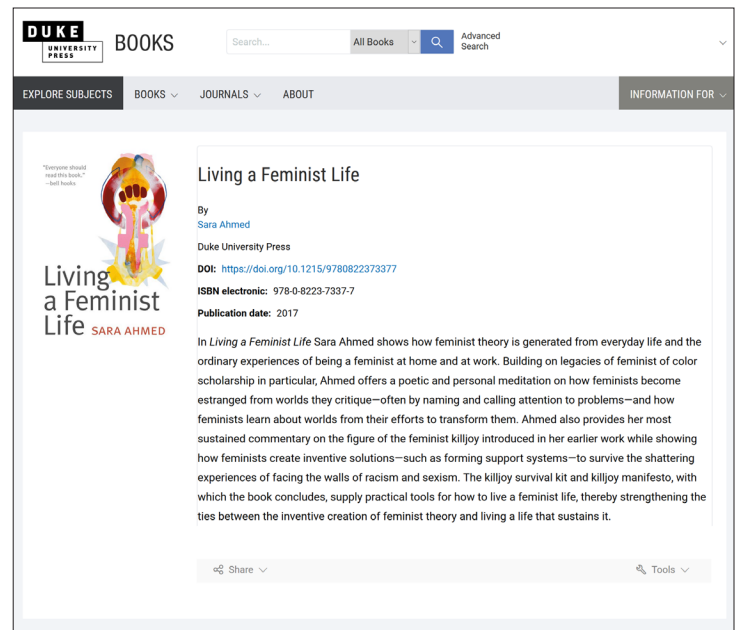 DUKE
UNIVERSITY
PRESS
BOOKS
Search...
All Books
Advanced
Search
EXPLORE SUBJECTS
BOOKS
JOURNALS
ABOUT
INFORMATION FOR
"Everyone should
read this book."
—bell hooks
Living
a Feminist
Life SARA AHMED
Living a Feminist Life
By
Sara Ahmed
Duke University Press
DOI: https://doi.org/10.1215/9780822373377
ISBN electronic: 978-0-8223-7337-7
Publication date: 2017
In Living a Feminist Life Sara Ahmed shows how feminist theory is generated from everyday life and the
ordinary experiences of being a feminist at home and at work. Building on legacies of feminist of color
scholarship in particular, Ahmed offers a poetic and personal meditation on how feminists become
estranged from worlds they critique—often by naming and calling attention to problems—and how
feminists learn about worlds from their efforts to transform them. Ahmed also provides her most
sustained commentary on the figure of the feminist killjoy introduced in her earlier work while showing
how feminists create inventive solutions—such as forming support systems—to survive the shattering
experiences of facing the walls of racism and sexism. The killjoy survival kit and killjoy manifesto, with
which the book concludes, supply practical tools for how to live a feminist life, thereby strengthening the
ties between the inventive creation of feminist theory and living a life that sustains it.
Share
Tools